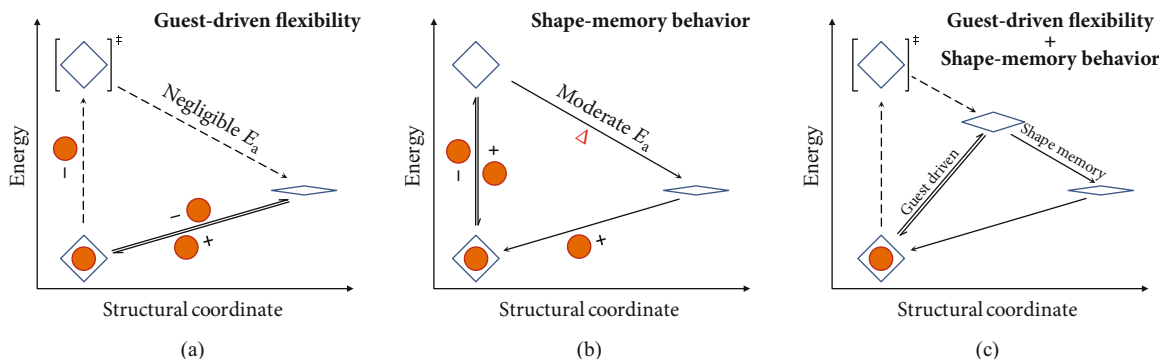 Guest-driven flexibility
‡
Negligible Ea
−
−
+
Energy
Structural coordinate
(a)
Shape-memory behavior
Moderate Ea
Δ
−
+
+
Energy
Structural coordinate
(b)
Guest-driven flexibility
+
Shape-memory behavior
‡
Guest driven
Shape memory
Energy
Structural coordinate
(c)